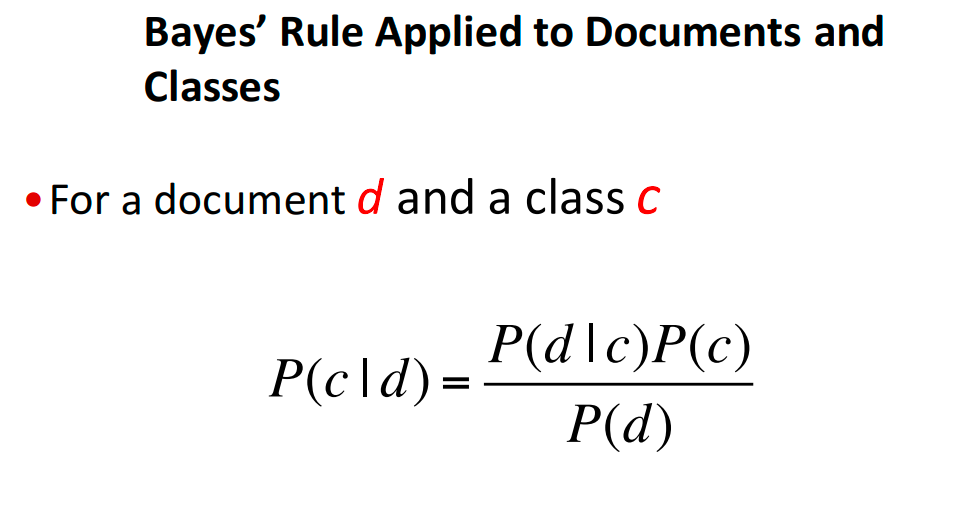 Bayes’ Rule Applied to Documents and
Classes
•For a document d and a class c
P(c|d) = P(d|c)P(c) / P(d)